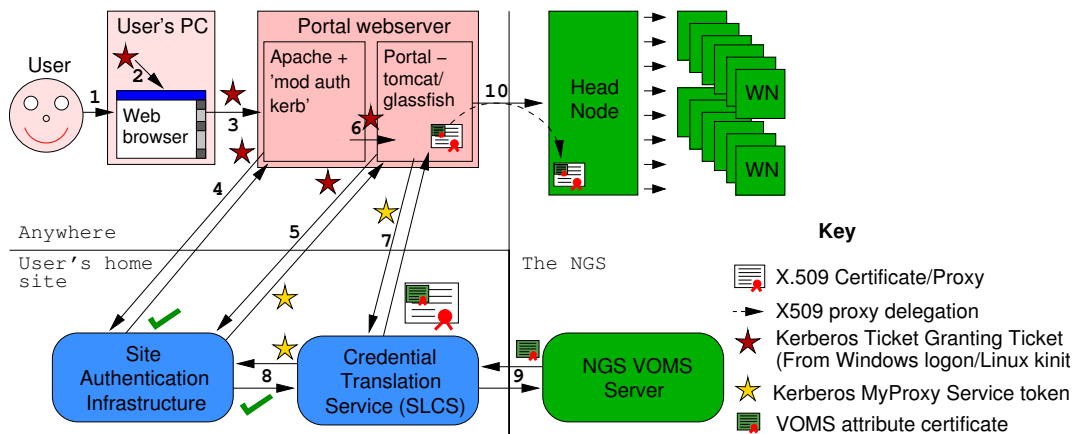 User's PC
Portal webserver
User
1
2
Web
browser
3
Apache +
'mod auth
kerb'
Portal –
tomcat/
glassfish
6
10
Head
Node
WN
WN
4
5
7
Anywhere
User's home
site
The NGS
Key
X.509 Certificate/Proxy
X509 proxy delegation
Kerberos Ticket Granting Ticket
(From Windows logon/Linux kinit
Kerberos MyProxy Service token
VOMS attribute certificate
Site
Authentication
Infrastructure
8
Credential
Translation
Service (SLCS)
9
NGS VOMS
Server